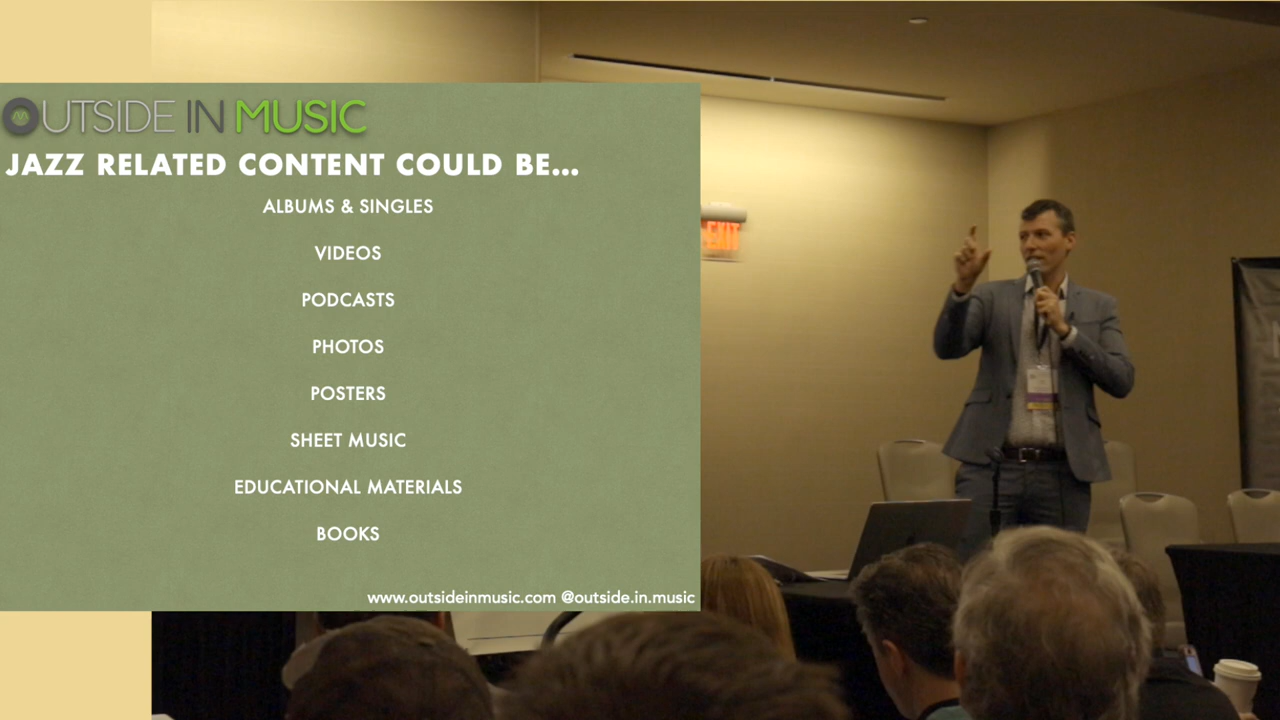 OUTSIDE IN MUSIC
JAZZ RELATED CONTENT COULD BE...
ALBUMS & SINGLES
VIDEOS
PODCASTS
PHOTOS
POSTERS
SHEET MUSIC
EDUCATIONAL MATERIALS
BOOKS
www.outsideinmusic.com @outside.in.music
EXIT